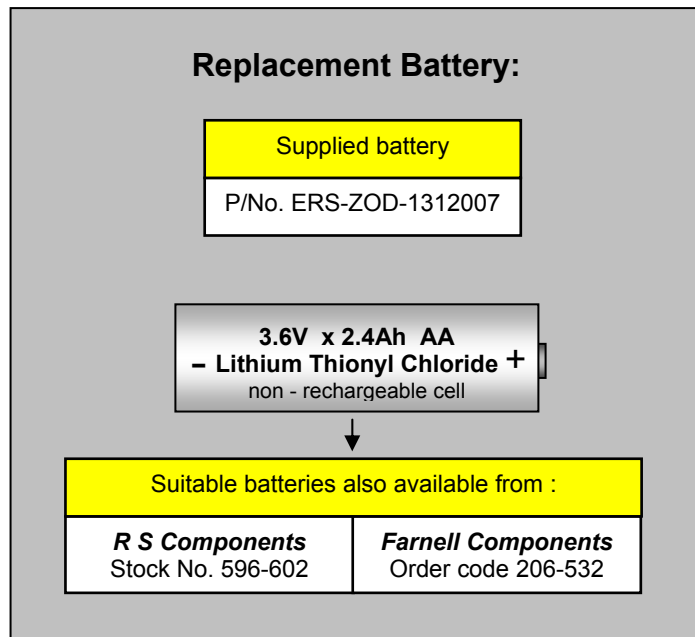 Replacement Battery:
Supplied battery
P/No. ERS-ZOD-1312007
3.6V x 2.4Ah AA
– Lithium Thionyl Chloride +
non - rechargeable cell
Suitable batteries also available from :
R S Components
Stock No. 596-602
Farnell Components
Order code 206-532